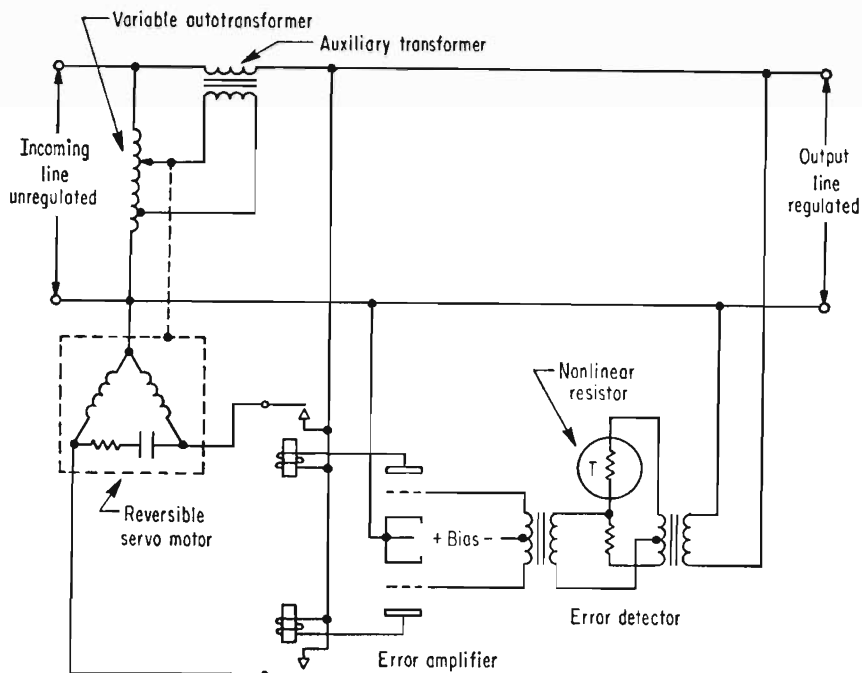 Variable autotransformer
Auxiliary transformer
Incoming
line
unregulated
Output
line
regulated
Nonlinear
resistor
T
+ Bias -
Reversible
servo motor
Error detector
Error amplifier